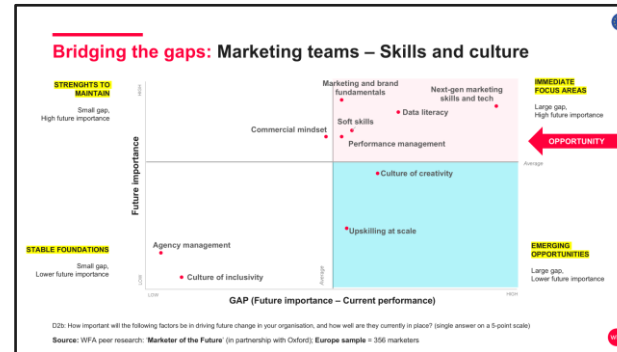 Bridging the gaps: Marketing teams – Skills and culture
STRENGHTS TO
MAINTAIN
Small gap,
High future importance
HIGH
Marketing and brand
fundamentals
Next-gen marketing
skills and tech
Data literacy
Soft skills
Commercial mindset
Performance management
IMMEDIATE
FOCUS AREAS
Large gap,
High future importance
OPPORTUNITY
Average
Future importance
Culture of creativity
Upskilling at scale
Agency management
Culture of inclusivity
STABLE FOUNDATIONS
Small gap,
Lower future importance
EMERGING
OPPORTUNITIES
Large gap,
Lower future importance
LOW
Average
LOW
HIGH
GAP (Future importance – Current performance)
D2b: How important will the following factors be in driving future change in your organisation, and how well are they currently in place? (single answer on a 5-point scale)
Source: WFA peer research: 'Marketer of the Future' (in partnership with Oxford); Europe sample = 356 marketers